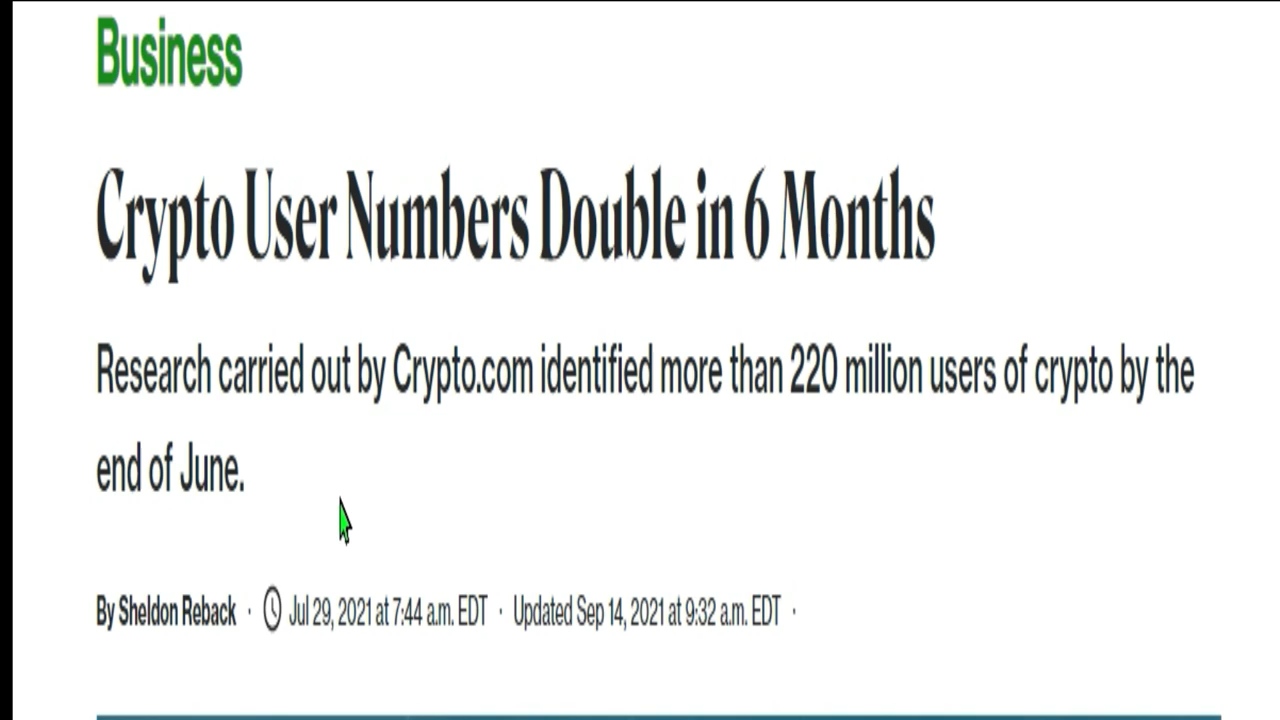 Business
Crypto User Numbers Double in 6 Months
Research carried out by Crypto.com identified more than 220 million users of crypto by the
end of June.
By Sheldon Reback · Jul 29, 2021 at 7:44 a.m. EDT · Updated Sep 14, 2021 at 9:32 a.m. EDT ·